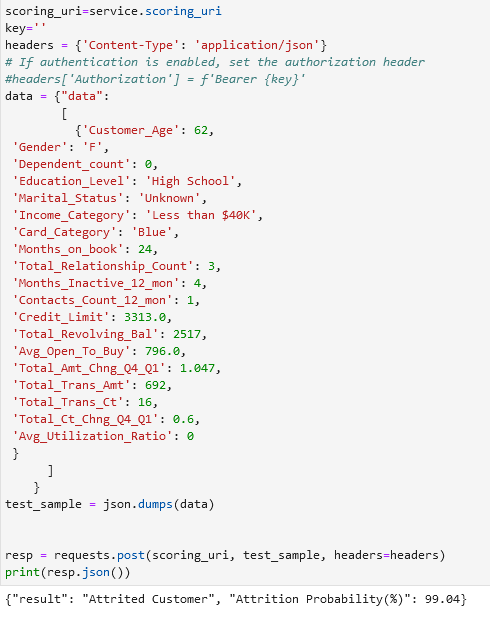 scoring_uri=service.scoring_uri
key=''
headers = {'Content-Type': 'application/json'}
# If authentication is enabled, set the authorization header
#headers['Authorization'] = f'Bearer {key}'
data = {"data":
        [
          {'Customer_Age': 62,
 'Gender': 'F',
 'Dependent_count': 0,
 'Education_Level': 'High School',
 'Marital_Status': 'Unknown',
 'Income_Category': 'Less than $40K',
 'Card_Category': 'Blue',
 'Months_on_book': 24,
 'Total_Relationship_Count': 3,
 'Months_Inactive_12_mon': 4,
 'Contacts_Count_12_mon': 1,
 'Credit_Limit': 3313.0,
 'Total_Revolving_Bal': 2517,
 'Avg_Open_To_Buy': 796.0,
 'Total_Amt_Chng_Q4_Q1': 1.047,
 'Total_Trans_Amt': 692,
 'Total_Trans_Ct': 16,
 'Total_Ct_Chng_Q4_Q1': 0.6,
 'Avg_Utilization_Ratio': 0
 }
      ]
    }
test_sample = json.dumps(data)
resp = requests.post(scoring_uri, test_sample, headers=headers)
print(resp.json())
{"result": "Attrited Customer", "Attrition Probability(%)": 99.04}